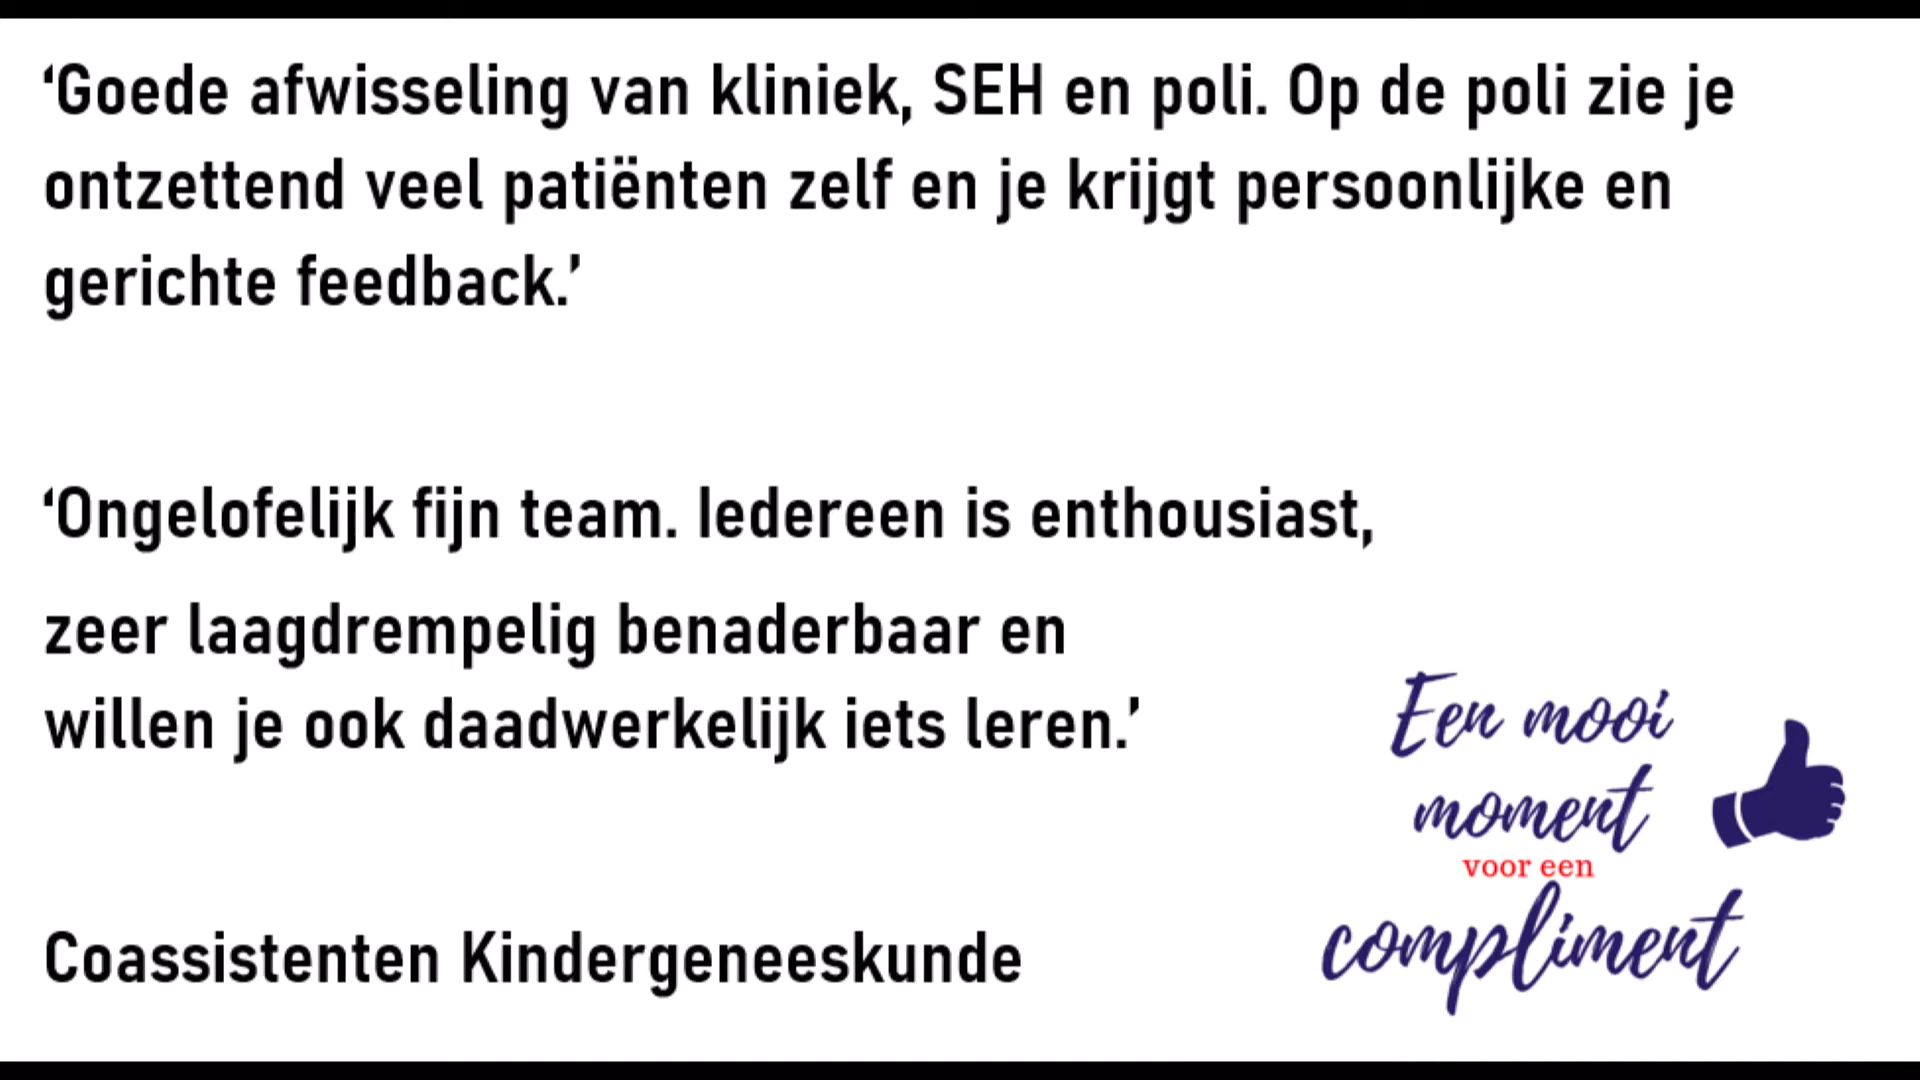 ‘Goede afwisseling van kliniek, SEH en poli. Op de poli zie je
ontzettend veel patiënten zelf en je krijgt persoonlijke en
gerichte feedback.’
‘Ongelofelijk fijn team. Iedereen is enthousiast,
zeer laagdrempelig benaderbaar en
willen je ook daadwerkelijk iets leren.’
Coassistenten Kindergeneeskunde
Een mooi
moment
voor een
compliment